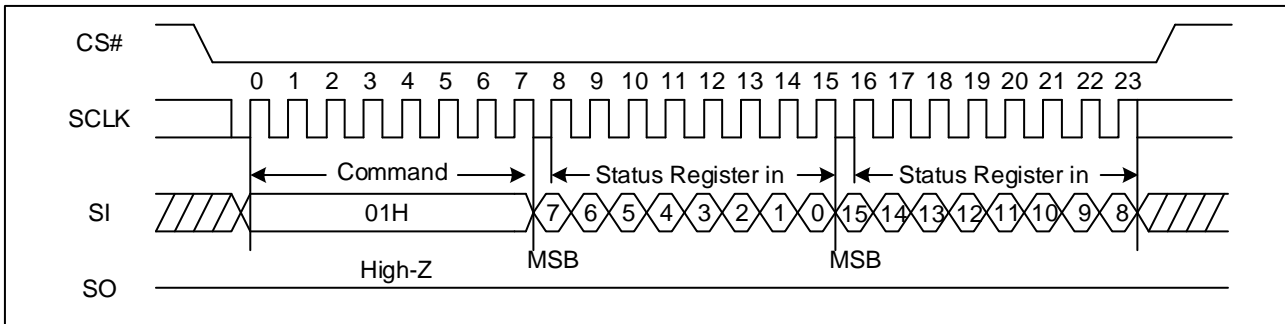 CS#
0 1 2 3 4 5 6 7 8 9 10 11 12 13 14 15 16 17 18 19 20 21 22 23
SCLK
Command Status Register in Status Register in
SI 01H 7 6 5 4 3 2 1 0 15 14 13 12 11 10 9 8
MSB MSB
High-Z
SO